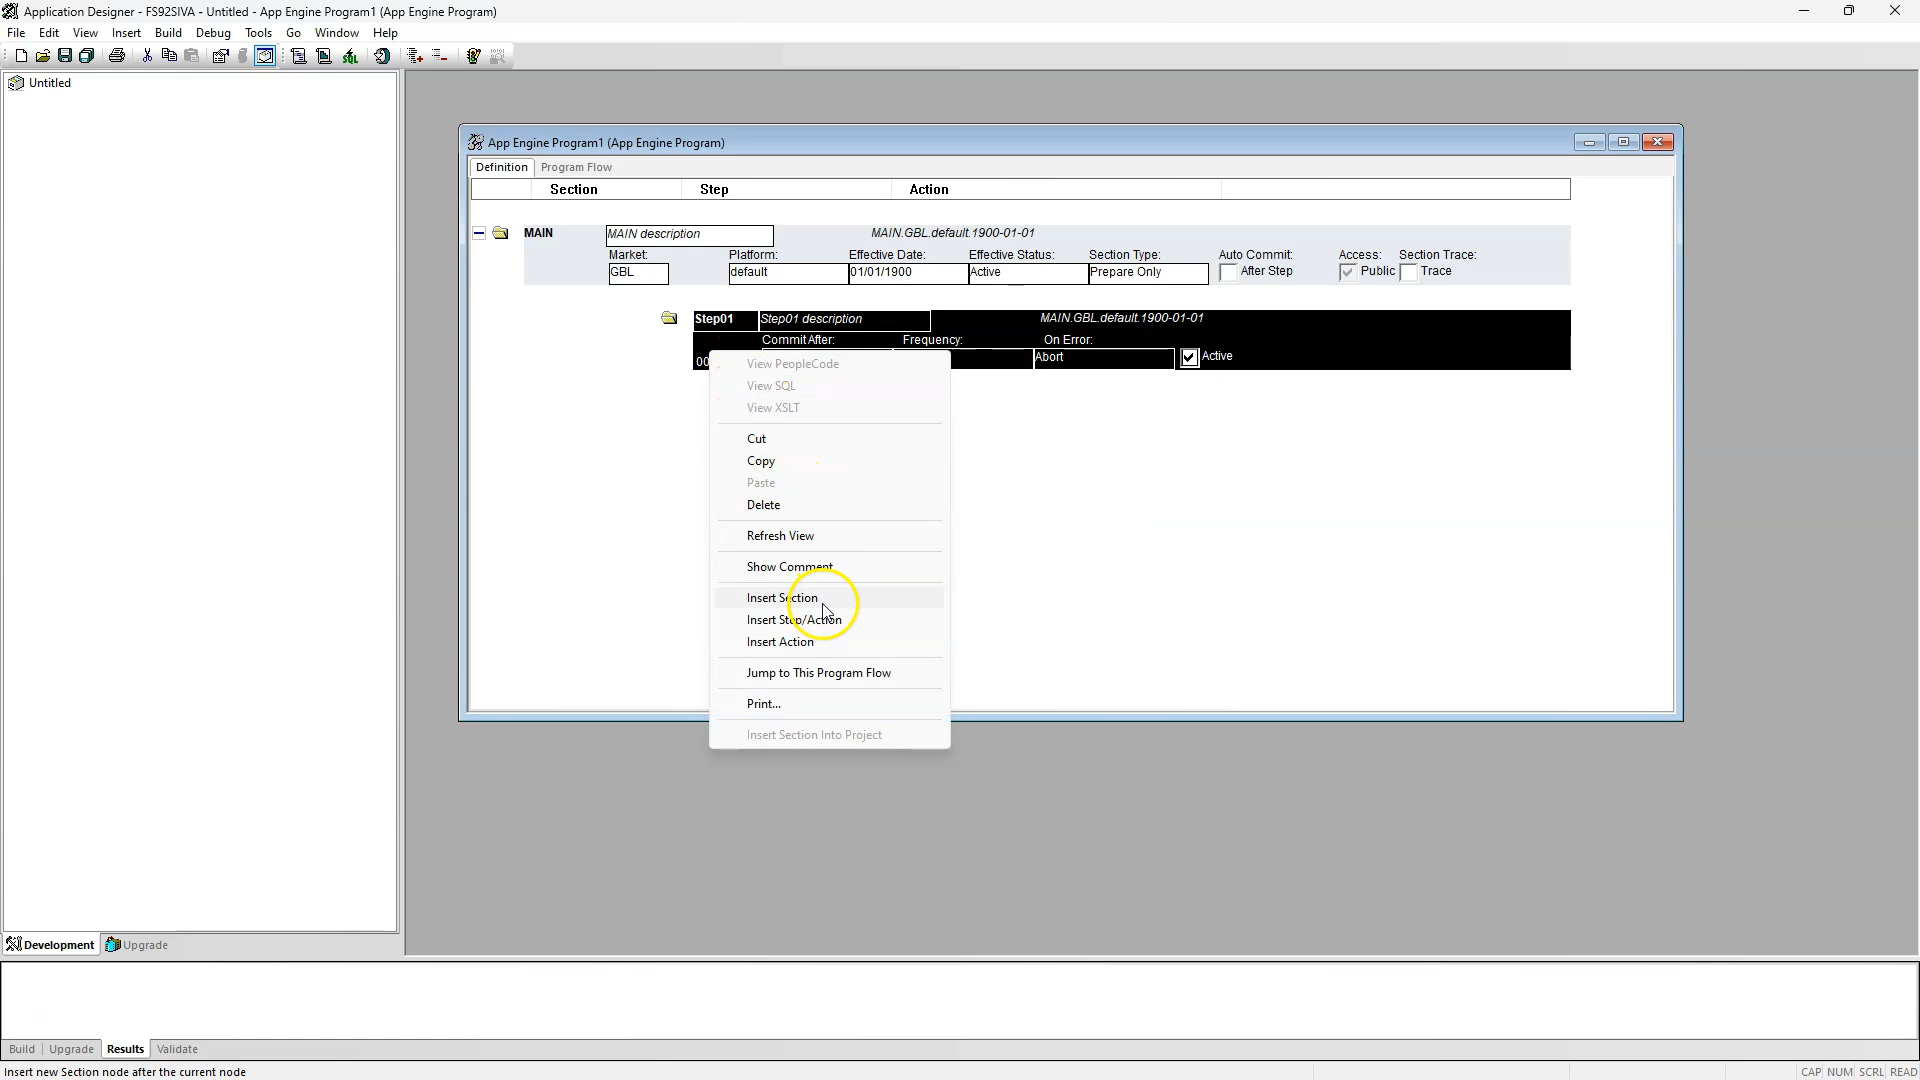 Application Designer - FS92SIVA - Untitled - App Engine Program1 (App Engine Program)
File Edit View Insert Build Debug Tools Go Window Help
SQL
Untitled
App Engine Program1 (App Engine Program)
Definition Program Flow
Section Step Action
MAIN MAIN description MAIN.GBL.default.1900-01-01
Market: Platform: Effective Date: Effective Status: Section Type: Auto Commit: Access: Section Trace:
GBL default 01/01/1900 Active Prepare Only After Step Public Trace
Step01 Step01 description MAIN.GBL.default.1900-01-01
Commit After: Frequency: On Error:
Abort Active
View PeopleCode
View SQL
View XSLT
Cut
Copy
Paste
Delete
Refresh View
Show Comment
Insert Section
Insert Step/Action
Insert Action
Jump to This Program Flow
Print...
Insert Section Into Project
Development Upgrade
Build Upgrade Results Validate
Insert new Section node after the current node
CAP NUM SCRL READ